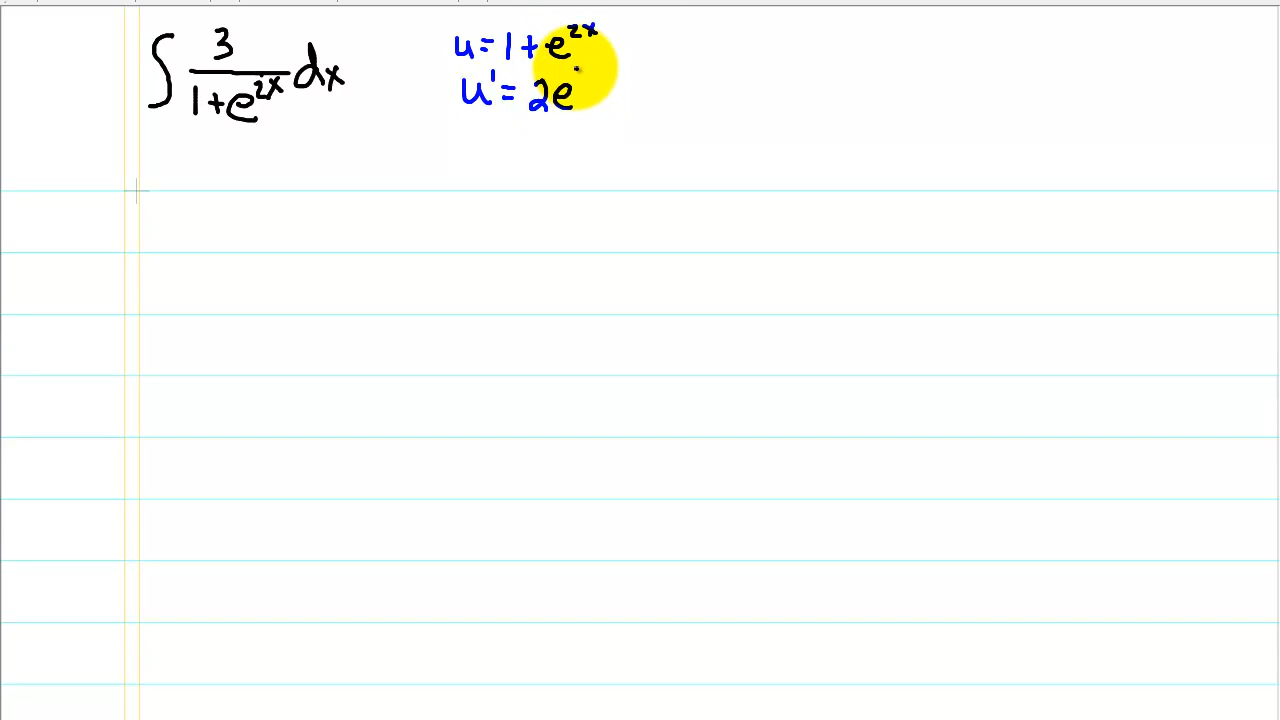 ∫ 3/(1+e^{2x}) dx
u = 1 + e^{2x}
u' = 2e